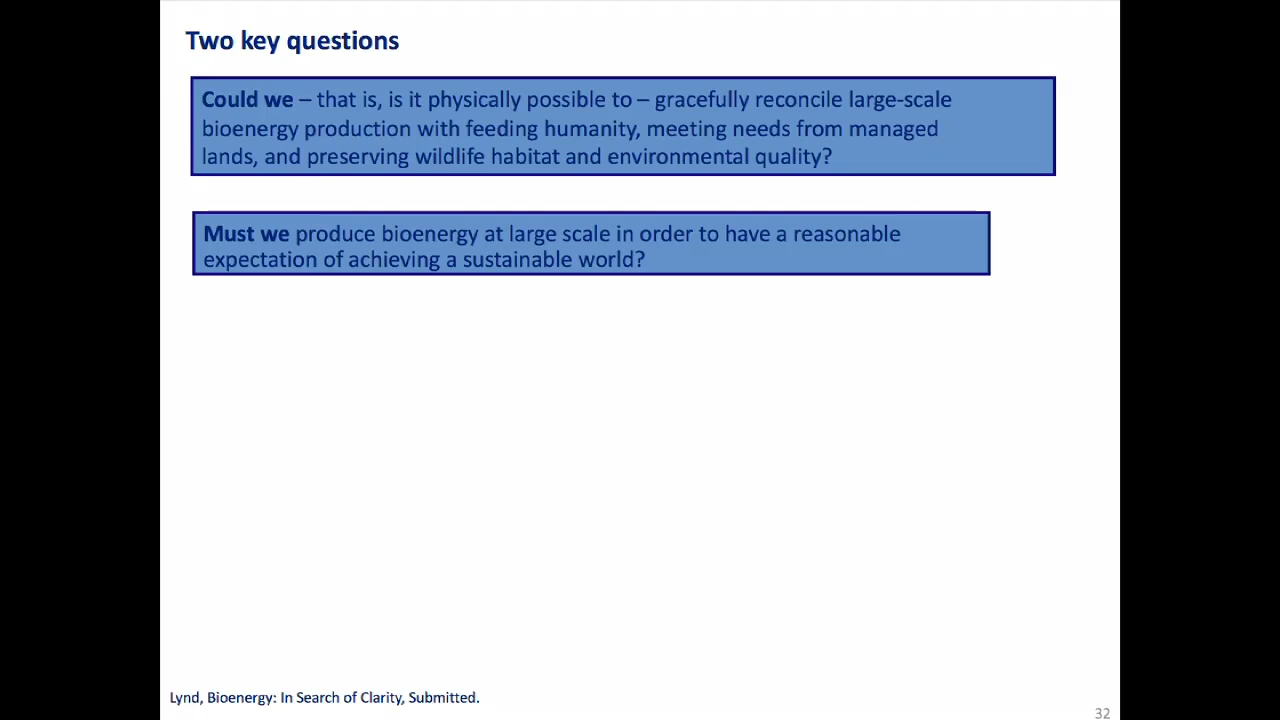 Two key questions
Could we – that is, is it physically possible to – gracefully reconcile large-scale
bioenergy production with feeding humanity, meeting needs from managed
lands, and preserving wildlife habitat and environmental quality?
Must we produce bioenergy at large scale in order to have a reasonable
expectation of achieving a sustainable world?
Lynd, Bioenergy: In Search of Clarity, Submitted.
32